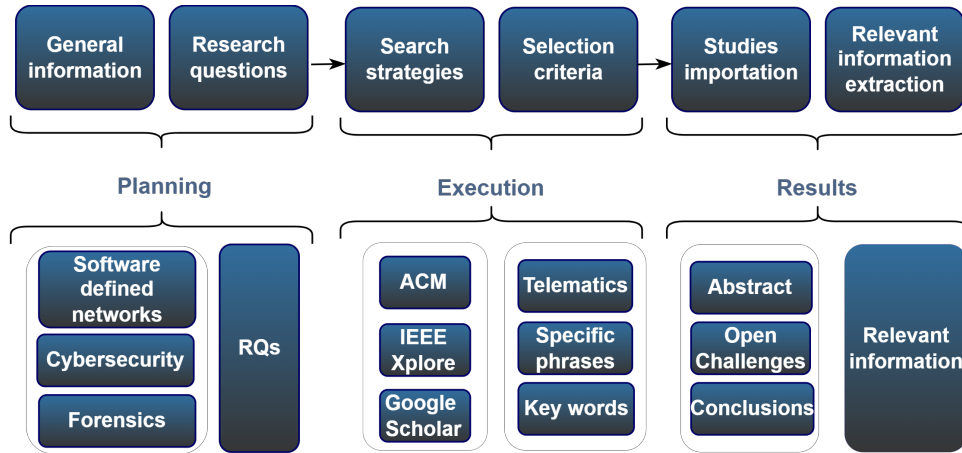 General
information
Research
questions
Search
strategies
Selection
criteria
Studies
importation
Relevant
information
extraction
Planning
Execution
Results
Software
defined
networks
Cybersecurity
Forensics
RQs
ACM
IEEE
Xplore
Google
Scholar
Telematics
Specific
phrases
Key words
Abstract
Open
Challenges
Conclusions
Relevant
information